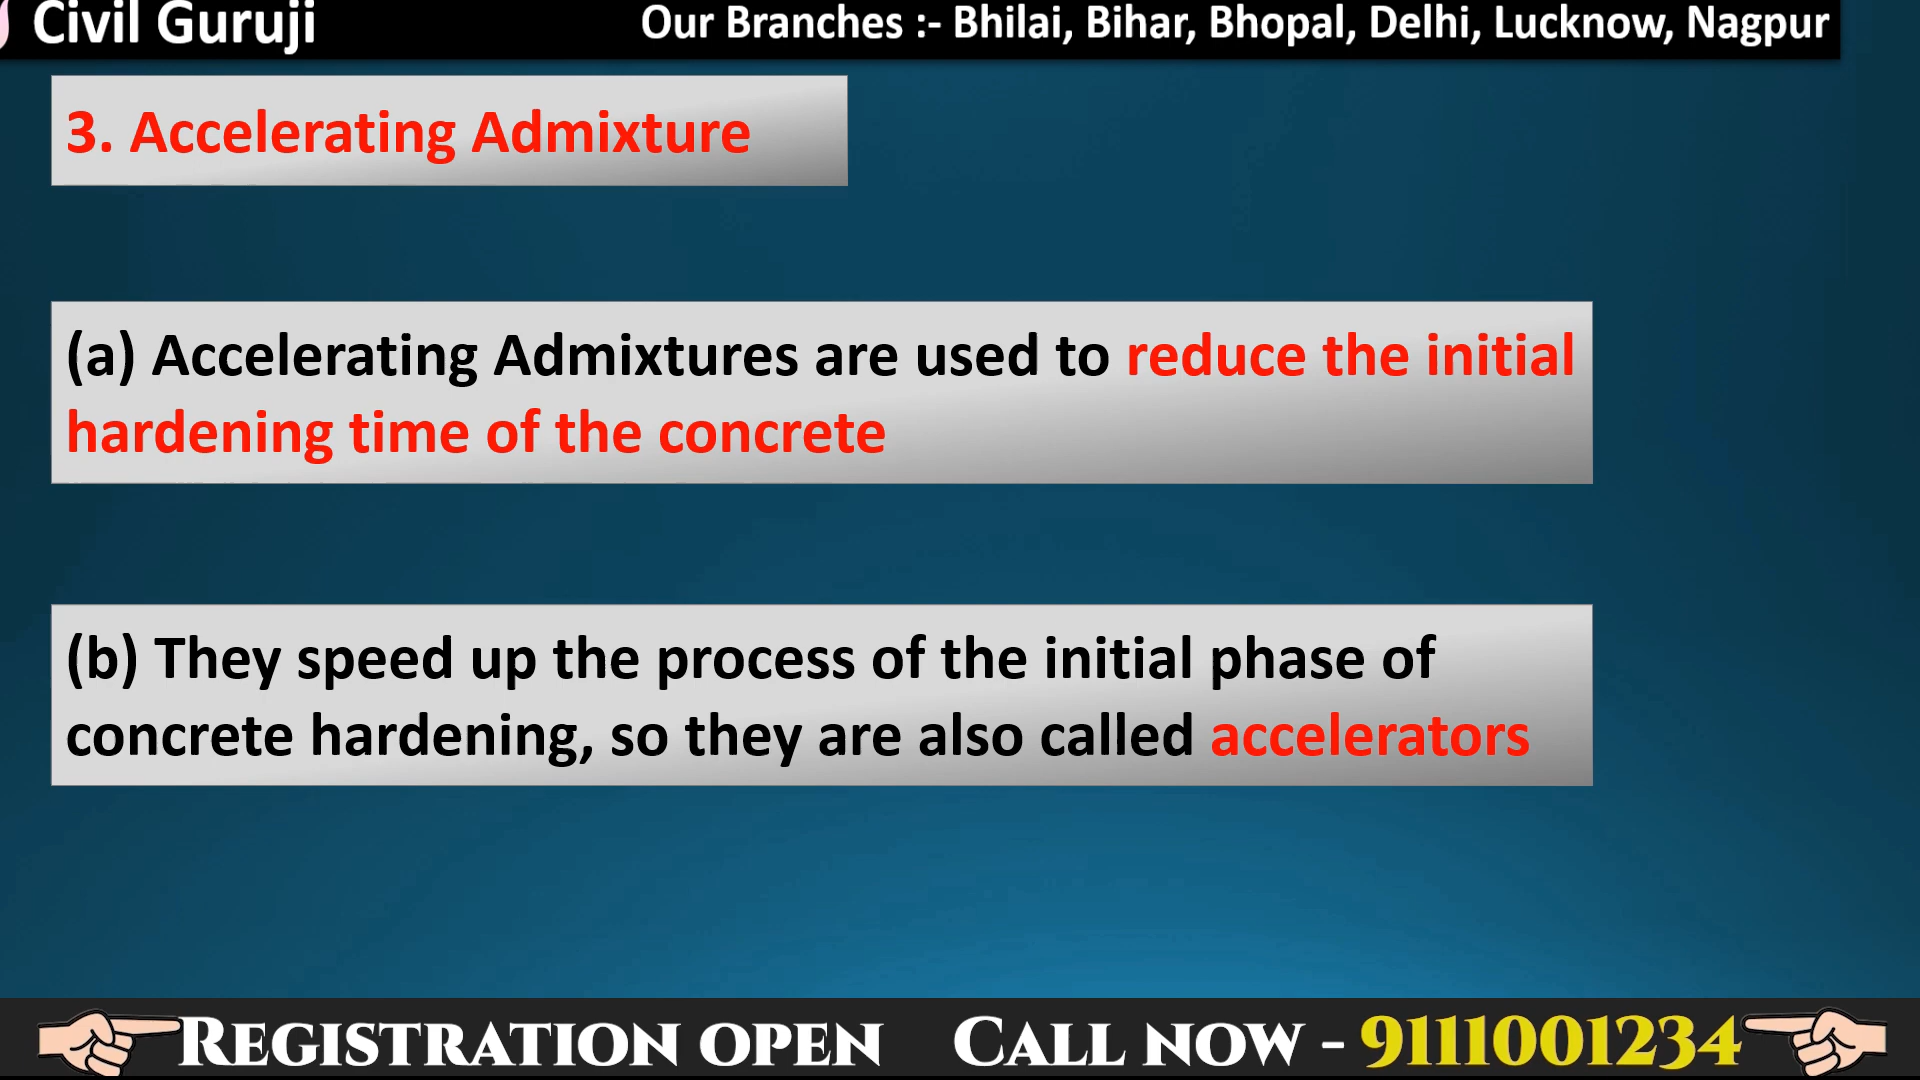 Civil Guruji
Our Branches :- Bhilai, Bihar, Bhopal, Delhi, Lucknow, Nagpur
3. Accelerating Admixture
(a) Accelerating Admixtures are used to reduce the initial
hardening time of the concrete
(b) They speed up the process of the initial phase of
concrete hardening, so they are also called accelerators
Registration open Call now - 9111001234